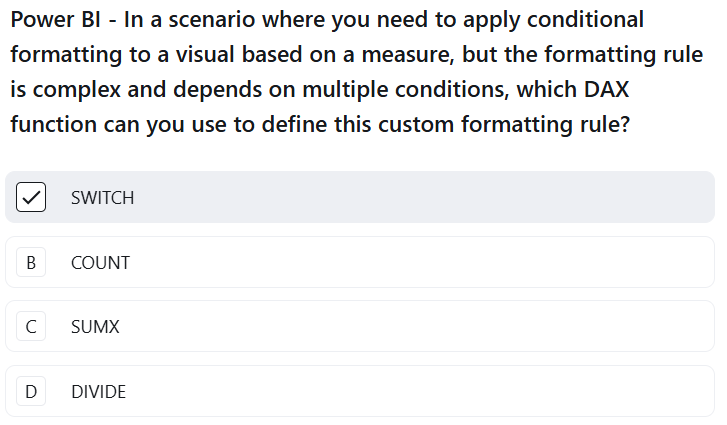 Power BI - In a scenario where you need to apply conditional
formatting to a visual based on a measure, but the formatting rule
is complex and depends on multiple conditions, which DAX
function can you use to define this custom formatting rule?
SWITCH
B COUNT
C SUMX
D DIVIDE